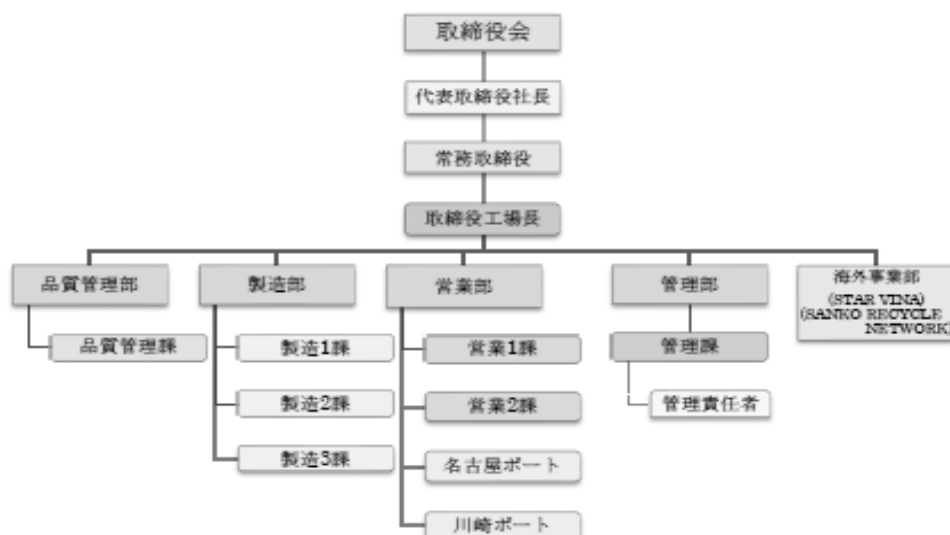 取締役会
代表取締役社長
常務取締役
取締役工場長
品質管理部
製造部
営業部
管理部
海外事業部
(STAR VINA)
(SANKO RECYCLE
NETWORK)
品質管理課
製造1課
営業1課
管理課
製造2課
営業2課
管理責任者
製造3課
名古屋ポート
川崎ポート